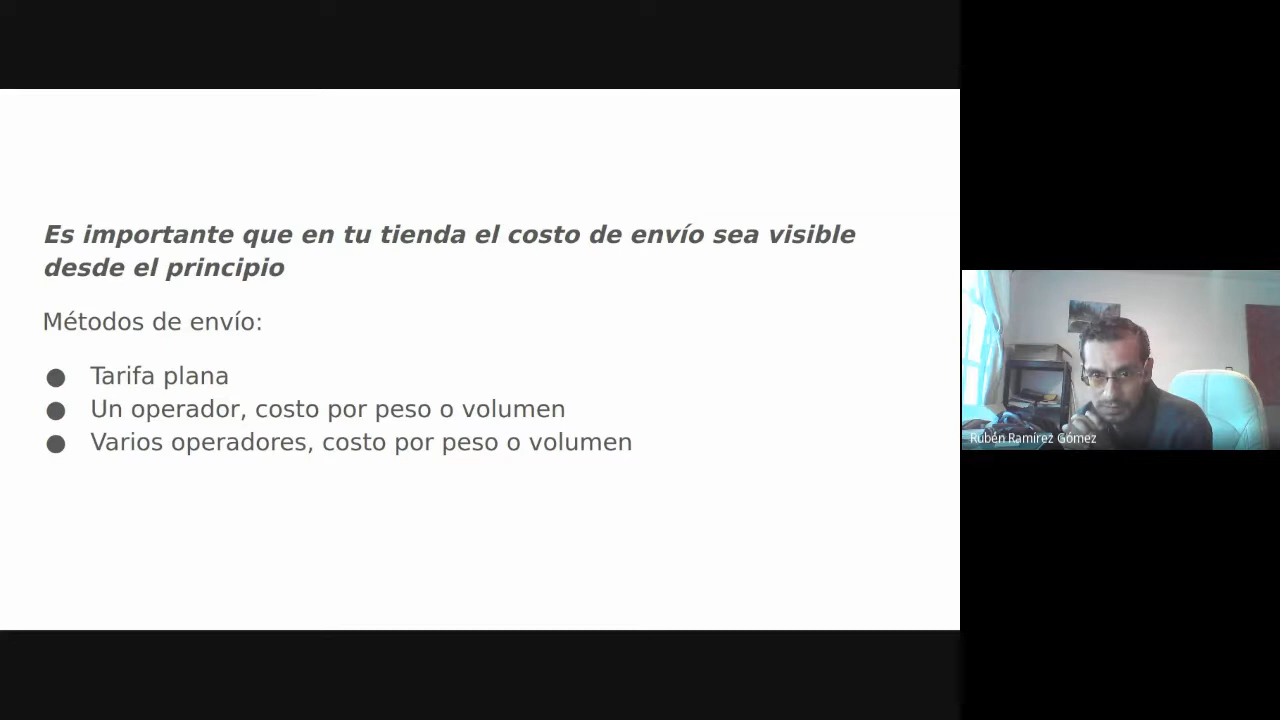 Es importante que en tu tienda el costo de envío sea visible
desde el principio
Métodos de envío:
● Tarifa plana
● Un operador, costo por peso o volumen
● Varios operadores, costo por peso o volumen
Rubén Ramírez Gómez